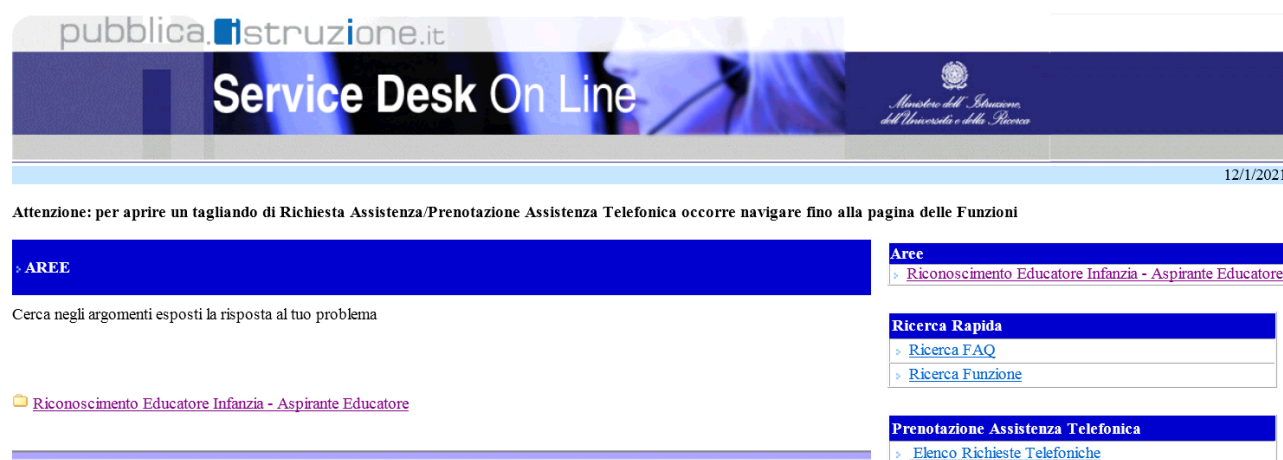 pubblica.istruzione.it
Service Desk On Line
Ministero dell' Istruzione,
dell'Università e della Ricerca
12/1/2021
Attenzione: per aprire un tagliando di Richiesta Assistenza/Prenotazione Assistenza Telefonica occorre navigare fino alla pagina delle Funzioni
AREE
Cerca negli argomenti esposti la risposta al tuo problema
Riconoscimento Educatore Infanzia - Aspirante Educatore
Aree
Riconoscimento Educatore Infanzia - Aspirante Educatore
Ricerca Rapida
Ricerca FAQ
Ricerca Funzione
Prenotazione Assistenza Telefonica
Elenco Richieste Telefoniche